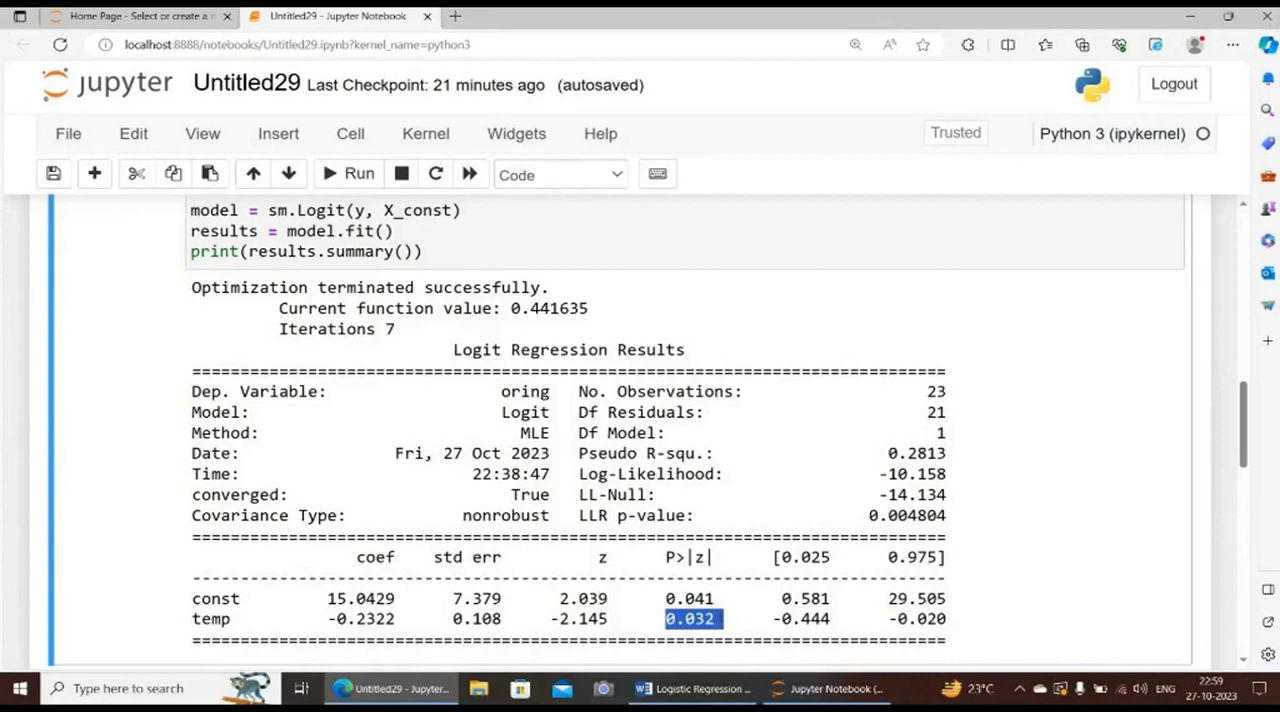 Home Page - Select or create a n
Untitled29 - Jupyter Notebook
localhost:8888/notebooks/Untitled29.ipynb?kernel_name=python3
jupyter Untitled29 Last Checkpoint: 21 minutes ago (autosaved) Logout
File Edit View Insert Cell Kernel Widgets Help Trusted Python 3 (ipykernel)
Run Code
model = sm.Logit(y, X_const)
results = model.fit()
print(results.summary())
Optimization terminated successfully.
Current function value: 0.441635
Iterations 7
Logit Regression Results
==============================================================================
Dep. Variable: oring No. Observations: 23
Model: Logit Df Residuals: 21
Method: MLE Df Model: 1
Date: Fri, 27 Oct 2023 Pseudo R-squ.: 0.2813
Time: 22:38:47 Log-Likelihood: -10.158
converged: True LL-Null: -14.134
Covariance Type: nonrobust LLR p-value: 0.004804
==============================================================================
coef std err z P>|z| [0.025 0.975]
------------------------------------------------------------------------------
const 15.0429 7.379 2.039 0.041 0.581 29.505
temp -0.2322 0.108 -2.145 0.032 -0.444 -0.020
==============================================================================
Type here to search
Untitled29 - Jupyter...
Logistic Regression ...
Jupyter Notebook (...
23°C
ENG
22:59
27-10-2023